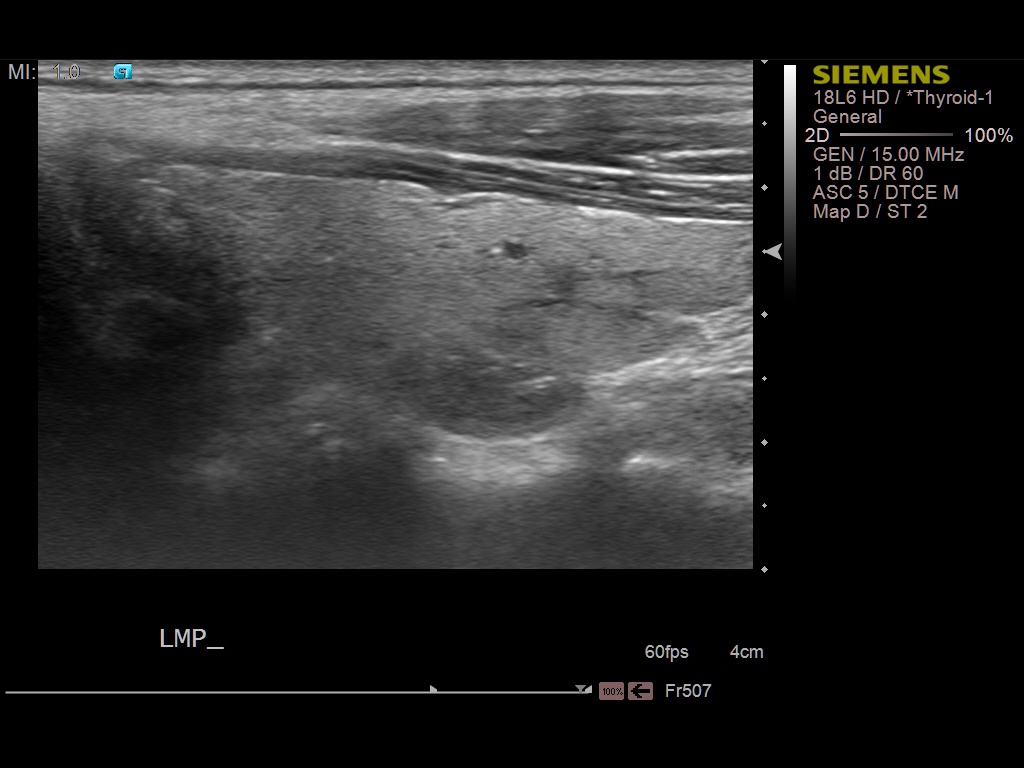 MI: 1.0
SIEMENS
18L6 HD / *Thyroid-1
General
2D 100%
GEN / 15.00 MHz
1 dB / DR 60
ASC 5 / DTCE M
Map D / ST 2
LMP_
60fps 4cm
100% Fr507